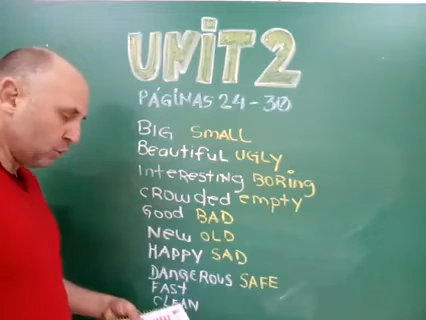 UNIT 2
PÁGINAS 24-30
BIG SMALL
Beautiful UGLY
INteRestiNG BORing
CROWDED empty
Good BAD
New OLD
HAPPY SAD
DANGEROUS SAFE
FAST
CLEAN